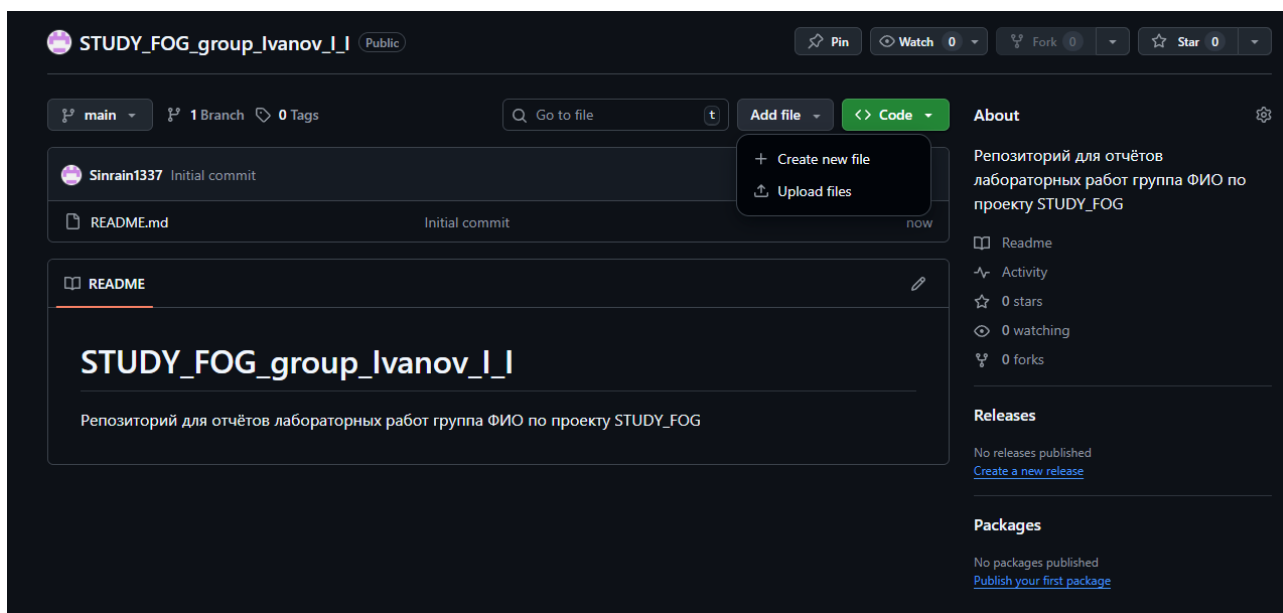 STUDY_FOG_group_Ivanov_I_I Public
Pin Watch 0 Fork 0 Star 0
main 1 Branch 0 Tags Go to file t Add file Code
Create new file
Upload files
Sinrain1337 Initial commit
README.md Initial commit now
README
STUDY_FOG_group_Ivanov_I_I
Репозиторий для отчётов лабораторных работ группа ФИО по проекту STUDY_FOG
About
Репозиторий для отчётов
лабораторных работ группа ФИО по
проекту STUDY_FOG
Readme
Activity
0 stars
0 watching
0 forks
Releases
No releases published
Create a new release
Packages
No packages published
Publish your first package